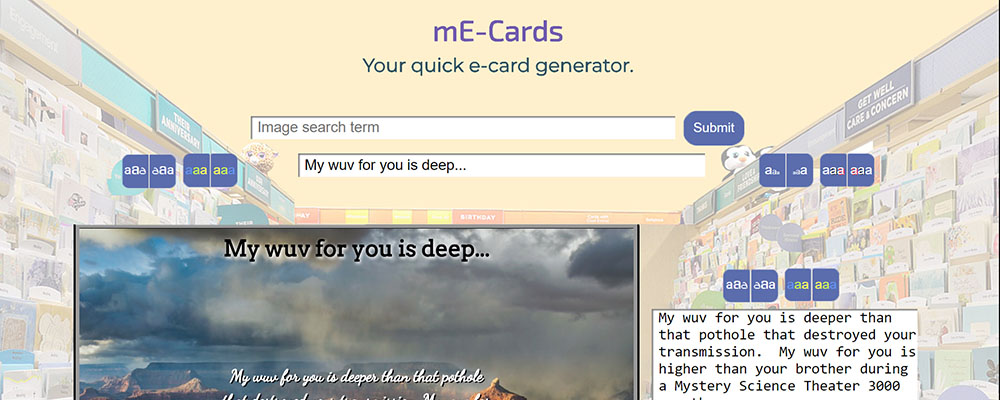 mE-Cards
Your quick e-card generator.
Engagement
THEIR ANNIVERSARY
GET WELL
CARE & CONCERN
Image search term
Submit
My wuv for you is deep...
aaa aaa
aaa aaa
aaa aaa
aaa aaa
BIRTHDAY
My wuv for you is deep...
aaa aaa
aaa aaa
My wuv for you is deeper than
that pothole that destroyed your
transmission.  My wuv for you is
higher than your brother during
a Mystery Science Theater 3000
My wuv for you is deeper than that pothole